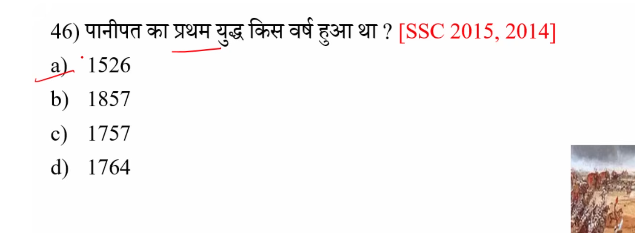 46) पानीपत का प्रथम युद्ध किस वर्ष हुआ था ? [SSC 2015, 2014]
a) 1526
b) 1857
c) 1757
d) 1764